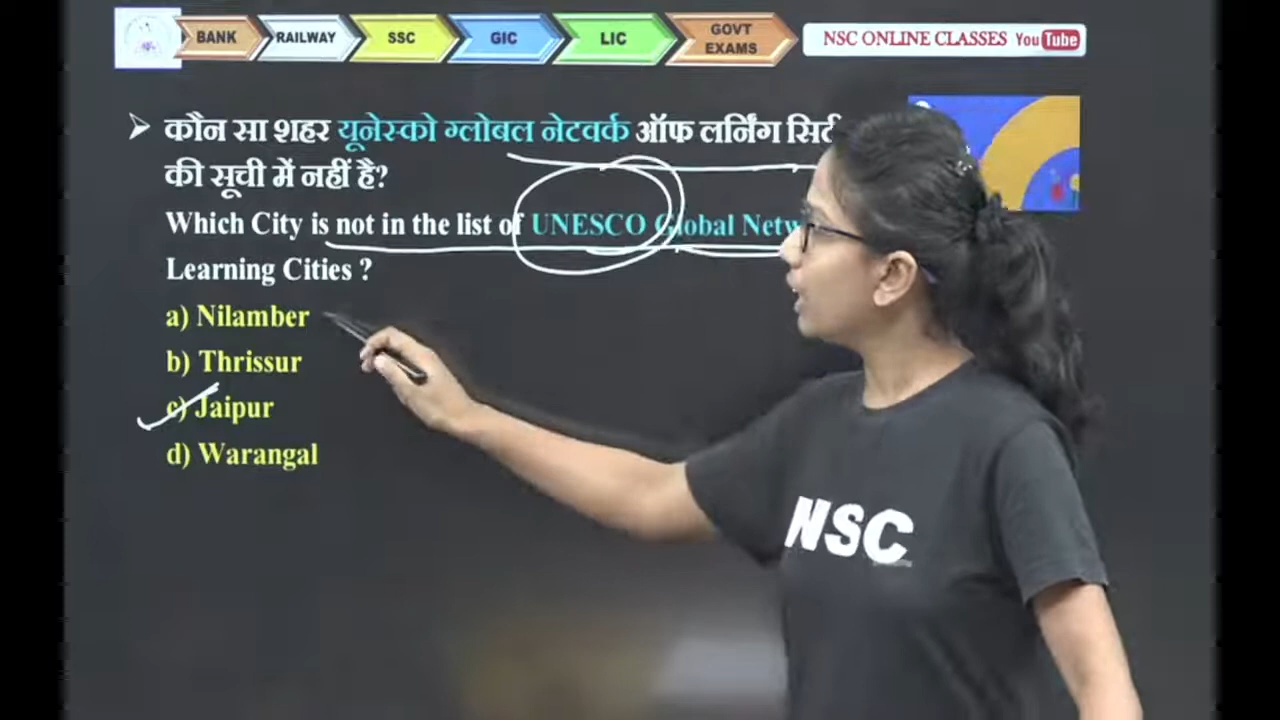 BANK
RAILWAY
SSC
GIC
LIC
GOVT
EXAMS
NSC ONLINE CLASSES YouTube
कौन सा शहर यूनेस्को ग्लोबल नेटवर्क ऑफ लर्निंग
की सूची में नहीं है?
Which City is not in the list of UNESCO Global
Learning Cities ?
a) Nilamber
b) Thrissur
c) Jaipur
d) Warangal
NSC